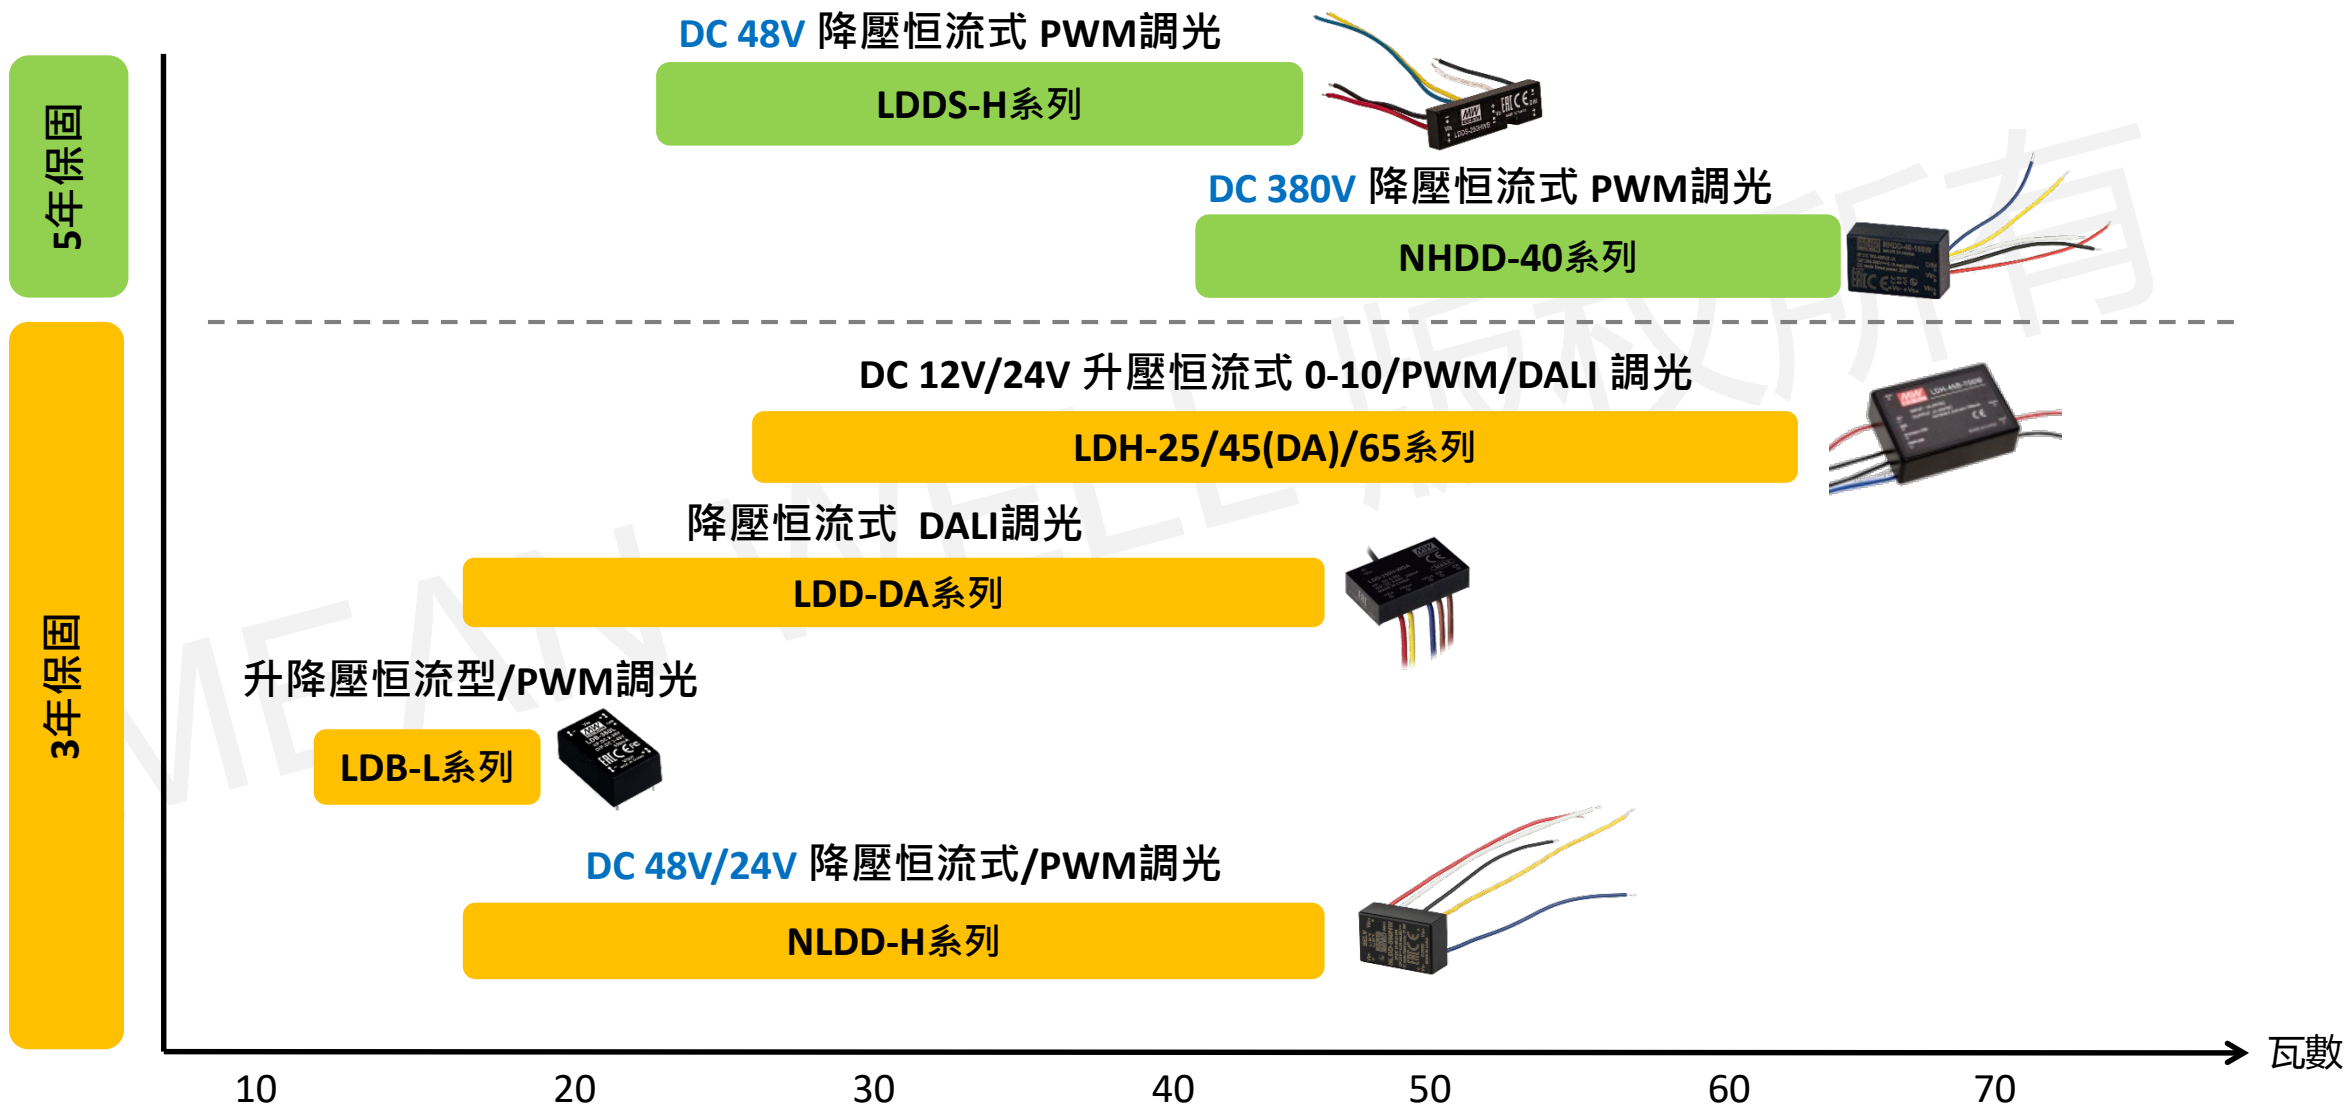 DC 48V 降壓恒流式 PWM調光
LDDS-H系列
5年保固
DC 380V 降壓恒流式 PWM調光
NHDD-40系列
DC 12V/24V 升壓恒流式 0-10/PWM/DALI 調光
LDH-25/45(DA)/65系列
降壓恒流式 DALI調光
LDD-DA系列
3年保固
升降壓恒流型/PWM調光
LDB-L系列
DC 48V/24V 降壓恒流式/PWM調光
NLDD-H系列
瓦數
10 20 30 40 50 60 70
MEAN WELL 版权所有